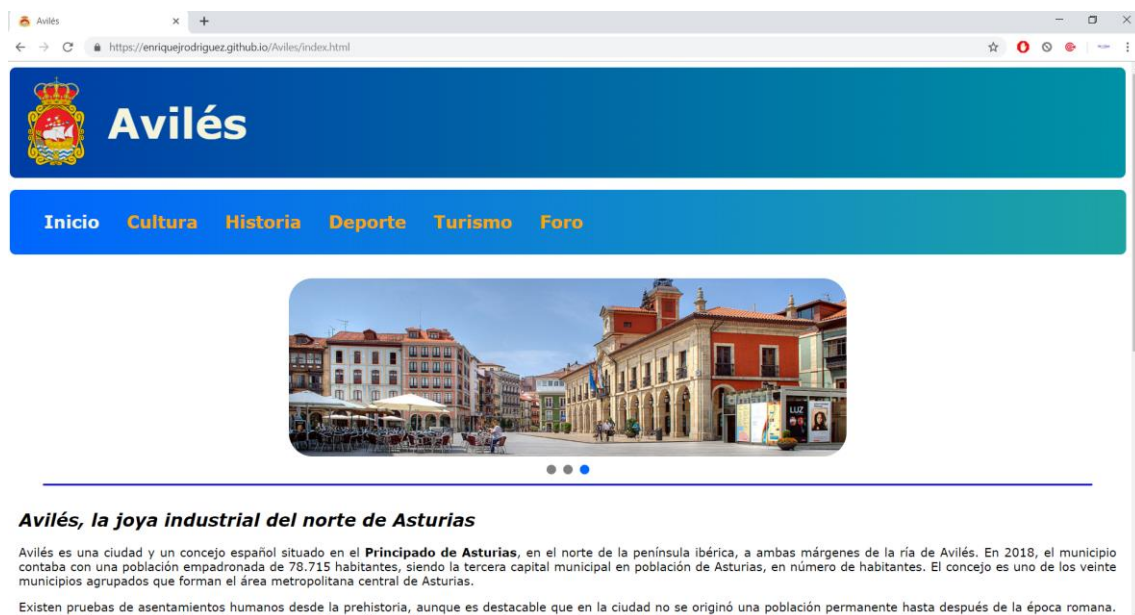 Avilés
https://enriquejrodriguez.github.io/Aviles/index.html
Avilés
Inicio Cultura Historia Deporte Turismo Foro
LUZ
Avilés, la joya industrial del norte de Asturias
Avilés es una ciudad y un concejo español situado en el Principado de Asturias, en el norte de la península ibérica, a ambas márgenes de la ría de Avilés. En 2018, el municipio
contaba con una población empadronada de 78.715 habitantes, siendo la tercera capital municipal en población de Asturias, en número de habitantes. El concejo es uno de los veinte
municipios agrupados que forman el área metropolitana central de Asturias.
Existen pruebas de asentamientos humanos desde la prehistoria, aunque es destacable que en la ciudad no se originó una población permanente hasta después de la época romana.